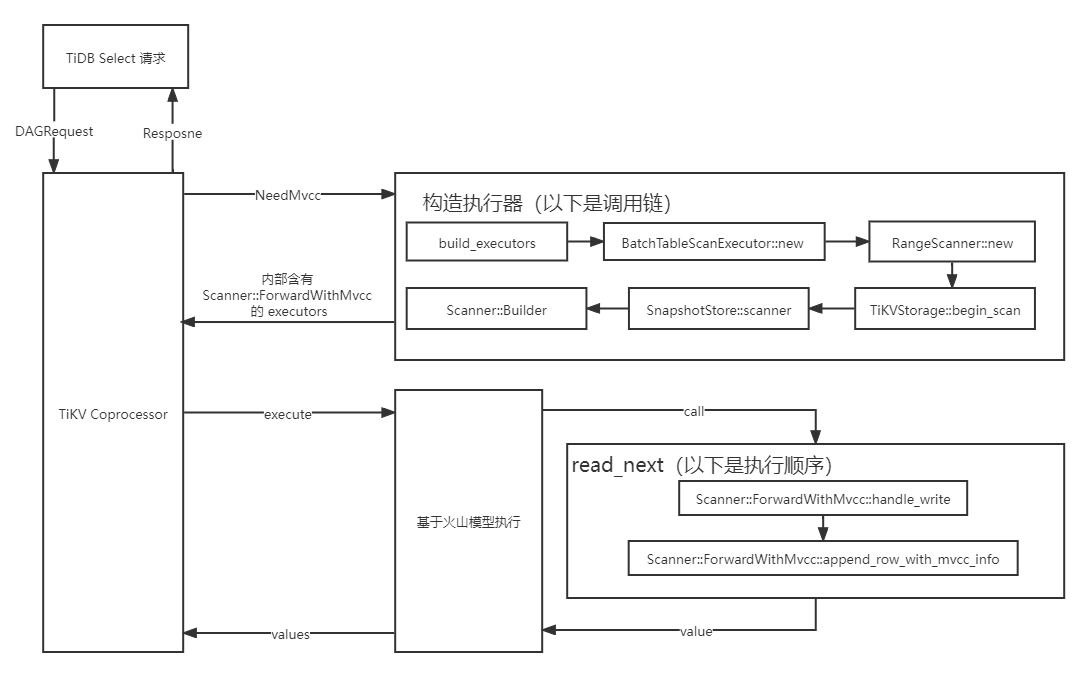 TiDB Select 请求
DAGRequest
Resposne
NeedMvcc
构造执行器（以下是调用链）
build_executors
BatchTableScanExecutor::new
RangeScanner::new
内部含有
Scanner::ForwardWithMvcc
的 executors
Scanner::Builder
SnapshotStore::scanner
TiKVStorage::begin_scan
TiKV Coprocessor
execute
call
read_next（以下是执行顺序）
Scanner::ForwardWithMvcc::handle_write
基于火山模型执行
Scanner::ForwardWithMvcc::append_row_with_mvcc_info
values
value